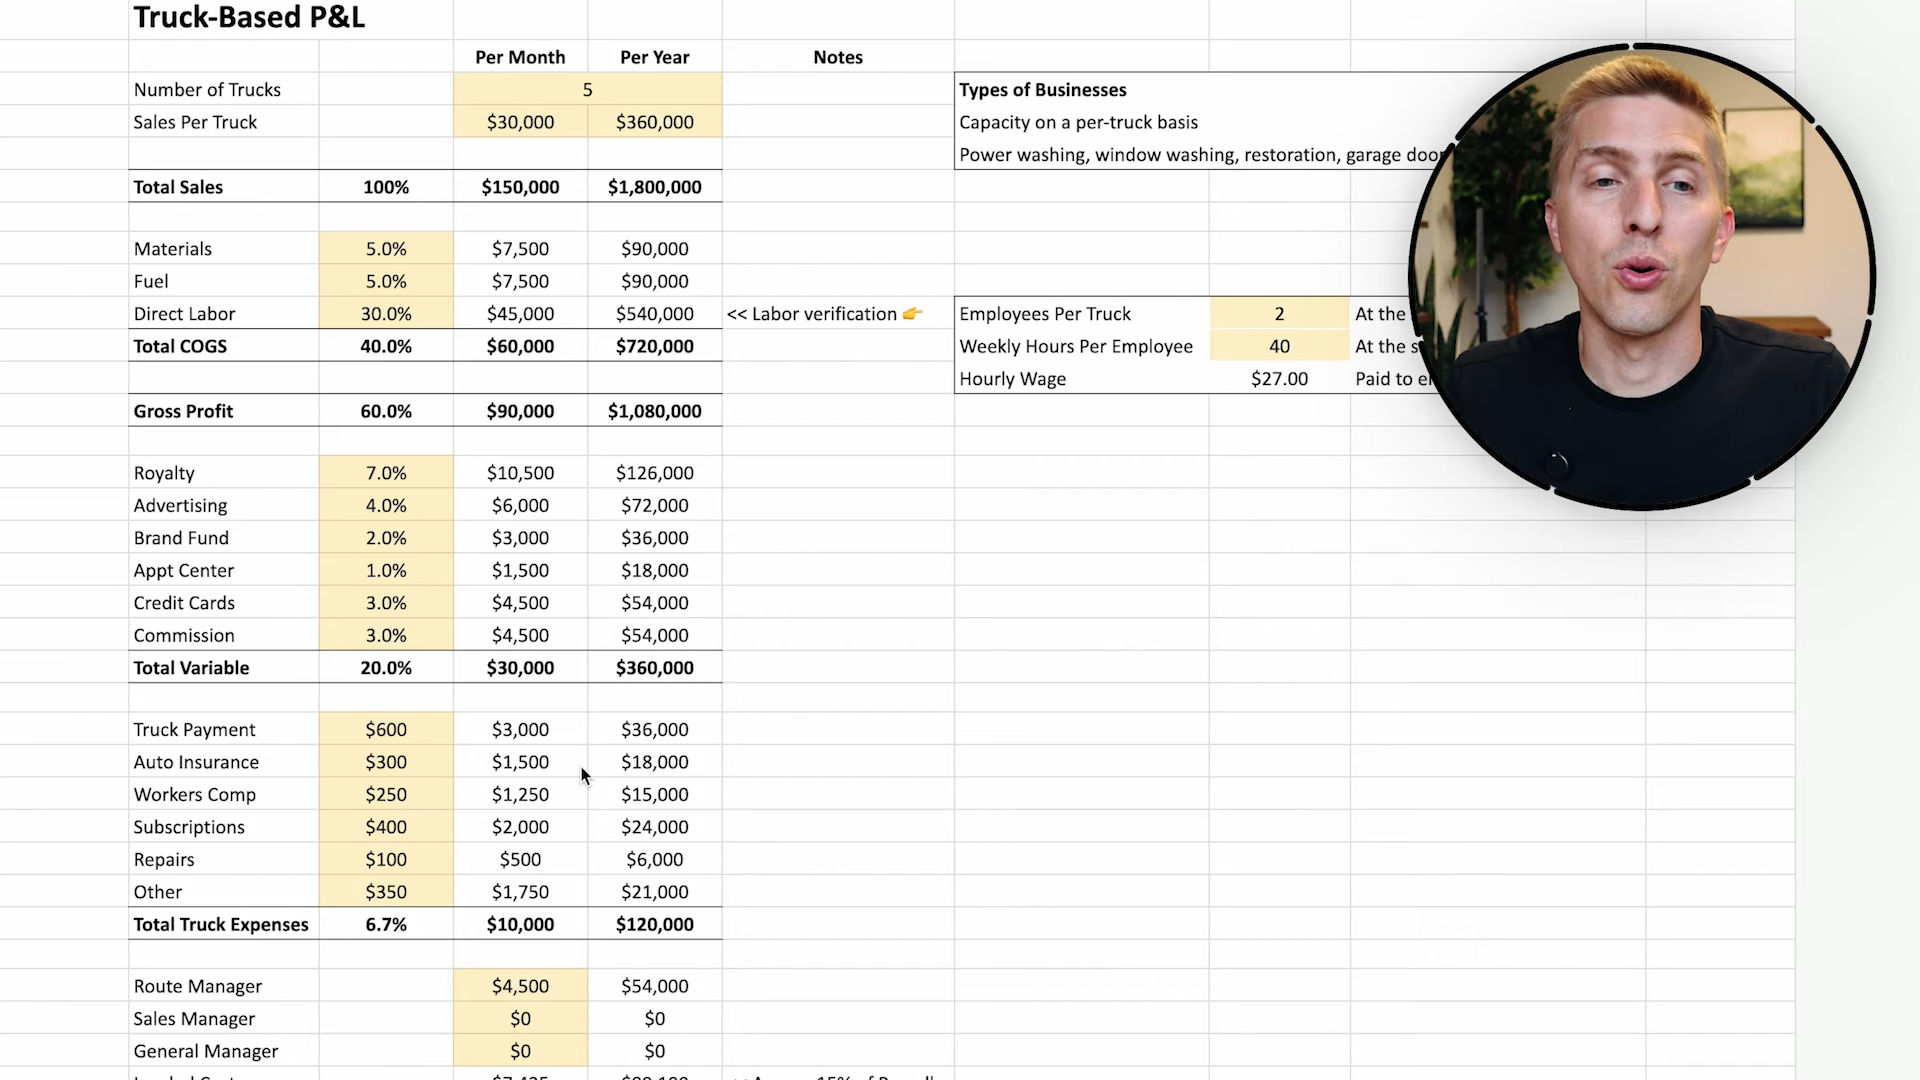 Truck-Based P&L
Per Month Per Year Notes
Number of Trucks 5
Sales Per Truck $30,000 $360,000
Total Sales 100% $150,000 $1,800,000
Materials 5.0% $7,500 $90,000
Fuel 5.0% $7,500 $90,000
Direct Labor 30.0% $45,000 $540,000 << Labor verification 👉
Total COGS 40.0% $60,000 $720,000
Gross Profit 60.0% $90,000 $1,080,000
Royalty 7.0% $10,500 $126,000
Advertising 4.0% $6,000 $72,000
Brand Fund 2.0% $3,000 $36,000
Appt Center 1.0% $1,500 $18,000
Credit Cards 3.0% $4,500 $54,000
Commission 3.0% $4,500 $54,000
Total Variable 20.0% $30,000 $360,000
Truck Payment $600 $3,000 $36,000
Auto Insurance $300 $1,500 $18,000
Workers Comp $250 $1,250 $15,000
Subscriptions $400 $2,000 $24,000
Repairs $100 $500 $6,000
Other $350 $1,750 $21,000
Total Truck Expenses 6.7% $10,000 $120,000
Route Manager $4,500 $54,000
Sales Manager $0 $0
General Manager $0 $0
Types of Businesses
Capacity on a per-truck basis
Power washing, window washing, restoration, garage door
Employees Per Truck 2 At the
Weekly Hours Per Employee 40 At the
Hourly Wage $27.00 Paid to